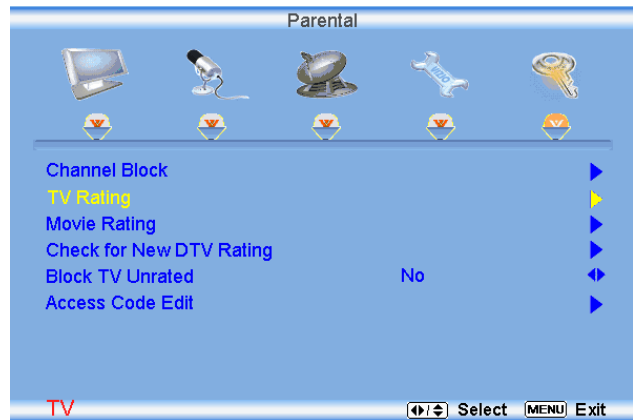 Parental
Channel Block
TV Rating
Movie Rating
Check for New DTV Rating
Block TV Unrated No
Access Code Edit
TV Select MENU Exit